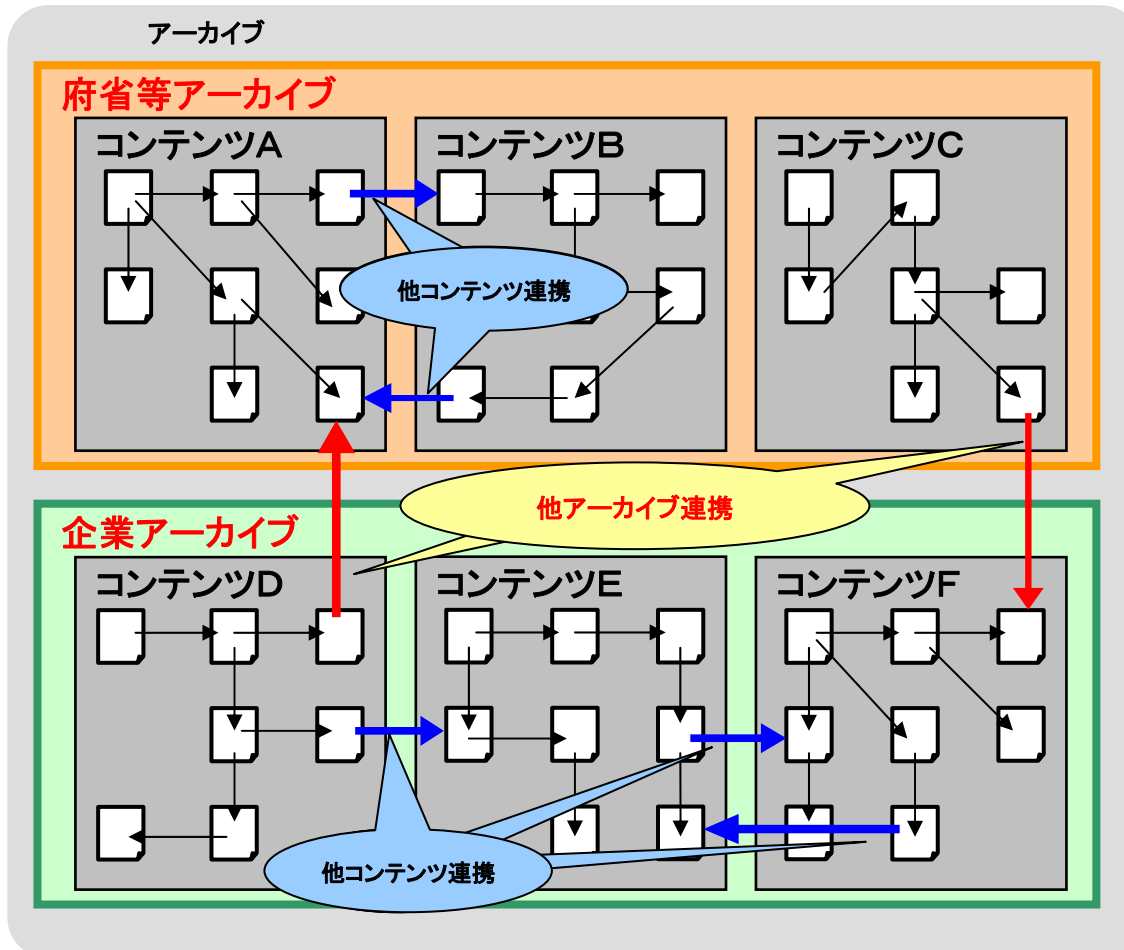 アーカイブ
府省等アーカイブ
コンテンツA
コンテンツB
コンテンツC
他コンテンツ連携
他アーカイブ連携
企業アーカイブ
コンテンツD
コンテンツE
コンテンツF
他コンテンツ連携